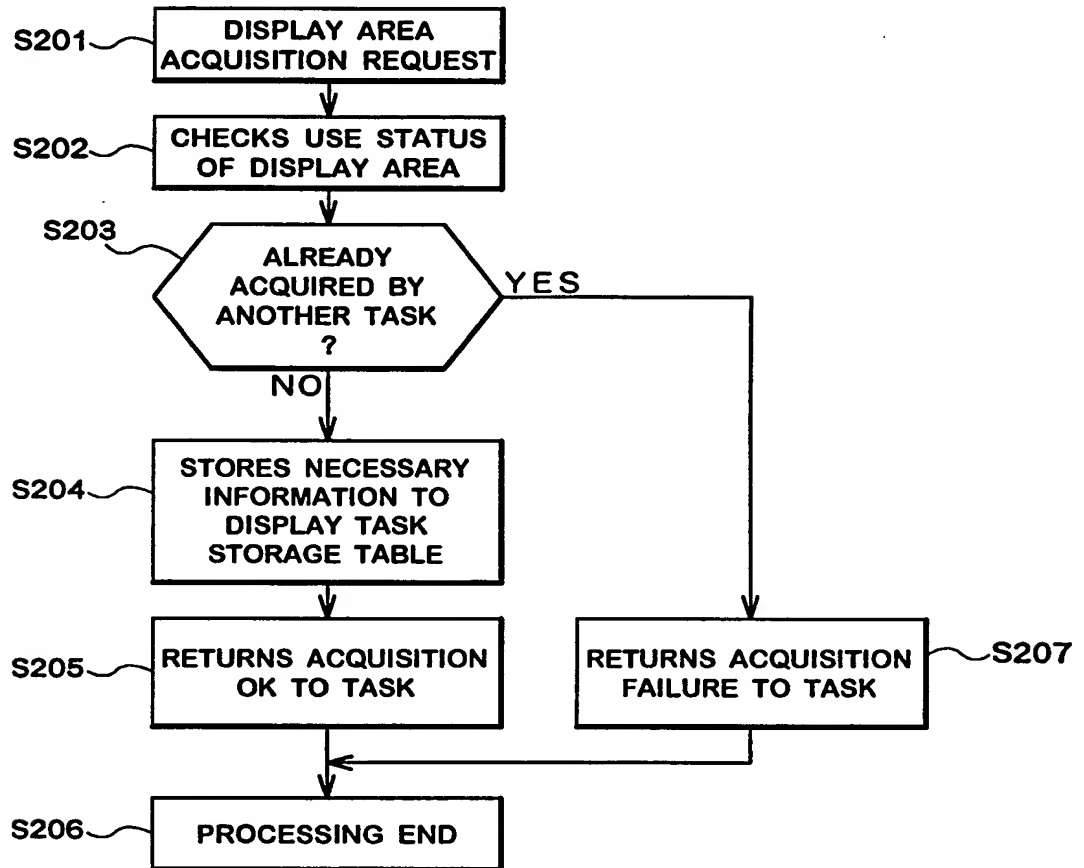 S201
DISPLAY AREA
ACQUISITION REQUEST
S202
CHECKS USE STATUS
OF DISPLAY AREA
S203
ALREADY
ACQUIRED BY
ANOTHER TASK
?
YES
NO
S204
STORES NECESSARY
INFORMATION TO
DISPLAY TASK
STORAGE TABLE
S205
RETURNS ACQUISITION
OK TO TASK
RETURNS ACQUISITION
FAILURE TO TASK
S207
S206
PROCESSING END